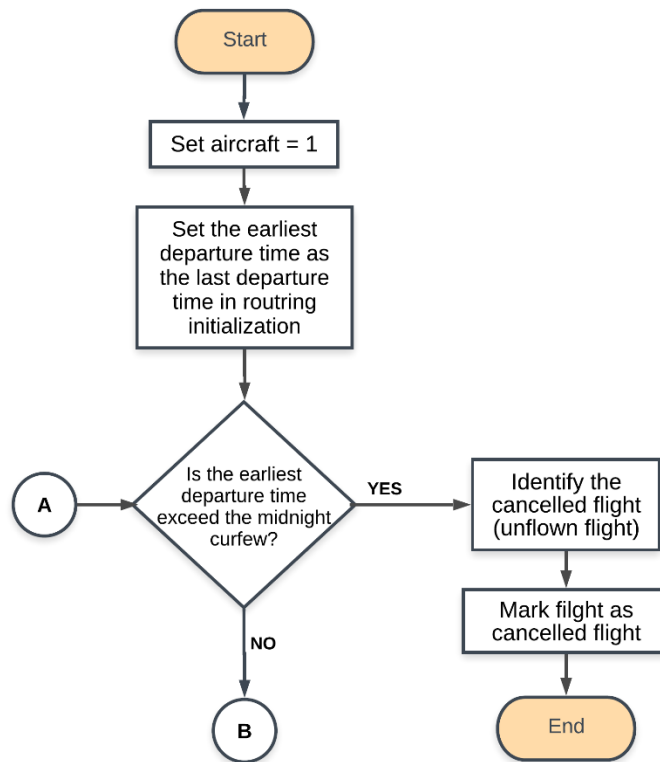 Start
Set aircraft = 1
Set the earliest
departure time as
the last departure
time in routring
initialization
A
Is the earliest
departure time
exceed the midnight
curfew?
YES
Identify the
cancelled flight
(unflown flight)
Mark filght as
cancelled flight
End
NO
B